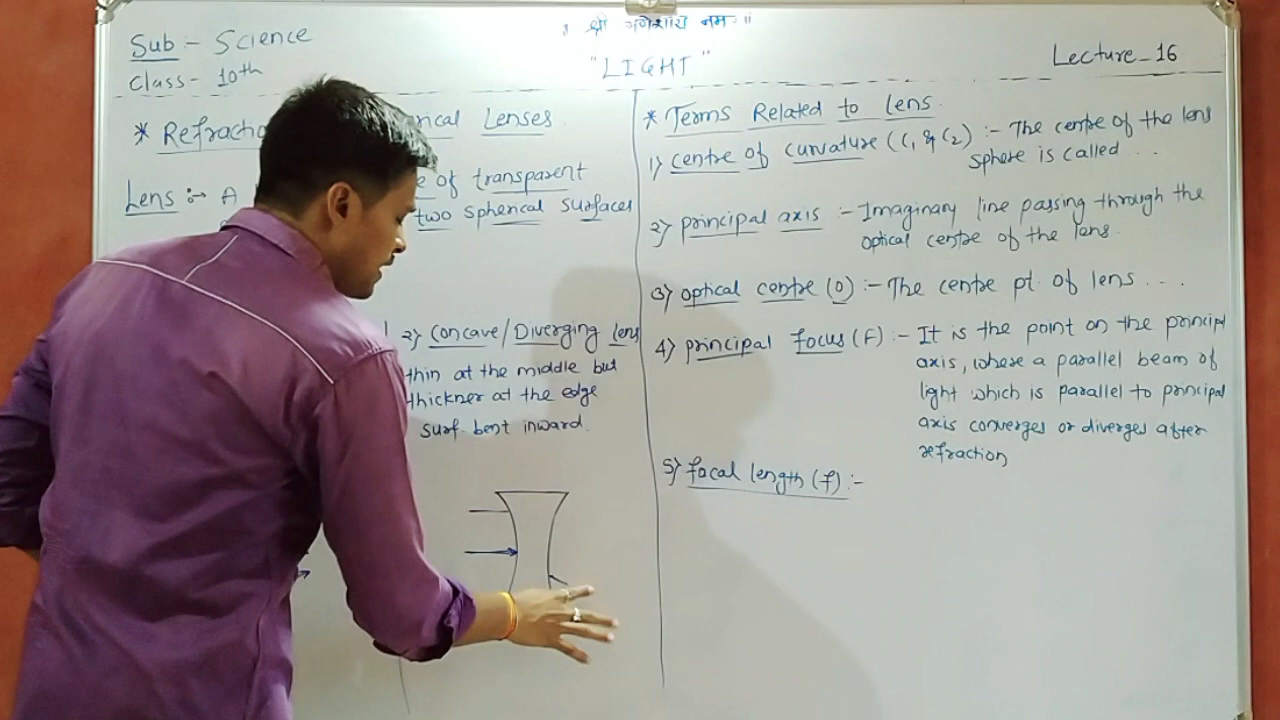 ॥ श्री गणेशाय नमः ॥
Sub :- Science
"LIGHT"
Lecture - 16
Class - 10th
* Refractio
rical Lenses
Lens :→ A
e of transparent
two spherical surfaces
2) Concave/Diverging lens
thin at the middle but
thickner at the edge
surf. bent inward.
* Terms Related to lens
1) centre of curvature (C1 & C2) :- The centre of the lens
sphere is called ...
2) principal axis :- Imaginary line passing through the
optical centre of the lens.
3) optical centre (O) :- The centre pt. of lens ....
4) principal focus (F) :- It is the point on the principal
axis, where a parallel beam of
light which is parallel to principal
axis converges or diverges after
refraction
5) focal length (f) :-